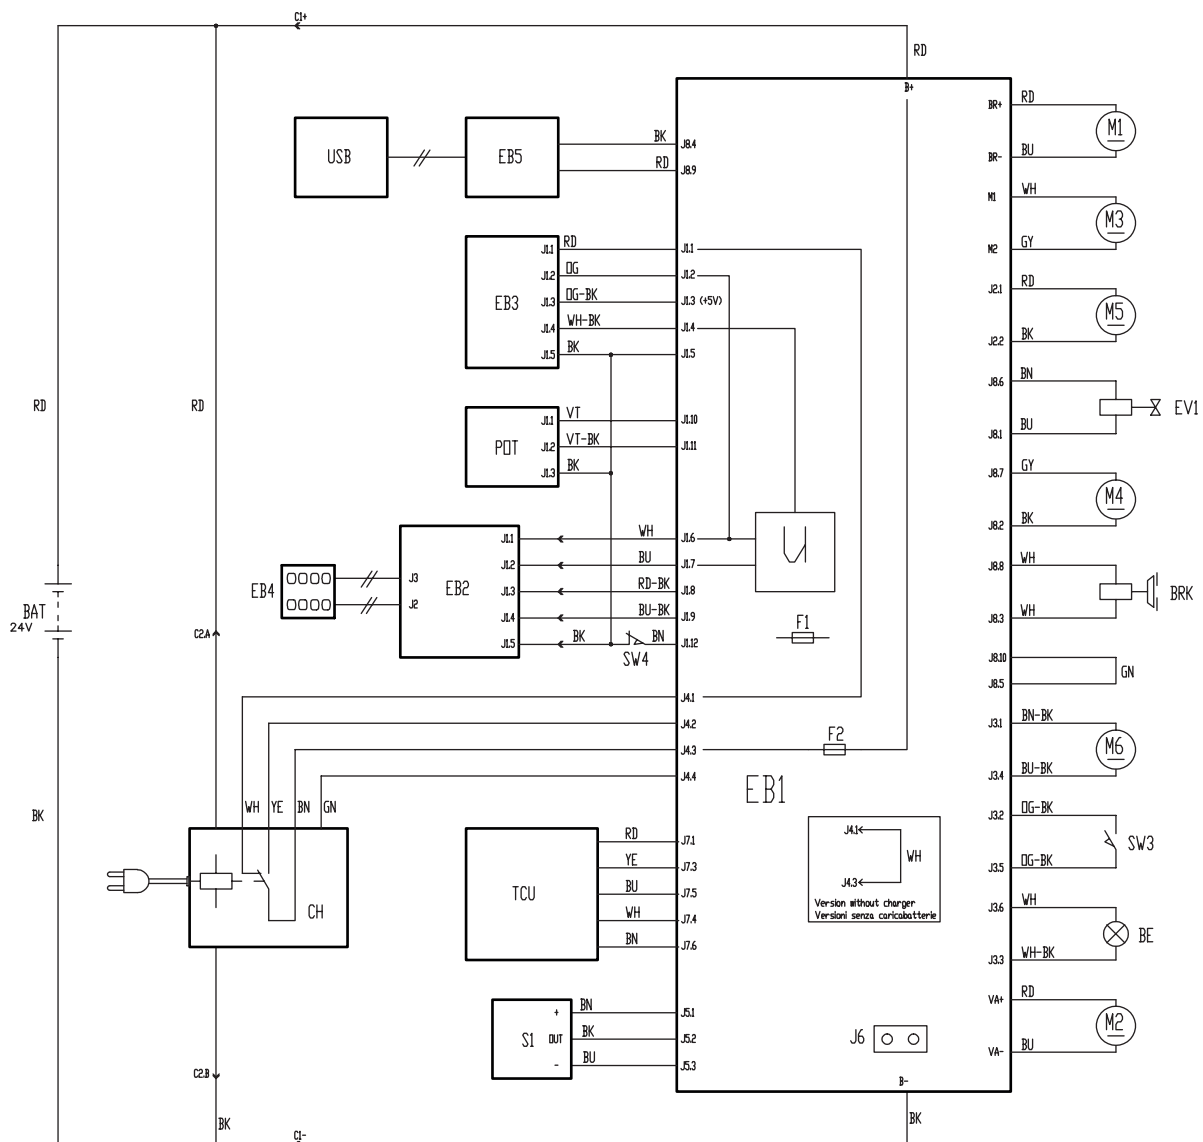 C1+
RD
B+
BR+ RD
M1
BR- BU
USB
EB5
BK J8.4
RD J8.9
M1 WH
M3
M2 GY
EB3
J1.1 RD J1.1
J1.2 OG J1.2
J1.3 OG-BK J1.3 (+5V)
J1.4 WH-BK J1.4
J1.5 BK J1.5
J2.1 RD
M5
J2.2 BK
RD
RD
J8.6 BN
EV1
J8.1 BU
POT
J1.1 VT J1.10
J1.2 VT-BK J1.11
J1.3 BK
J8.7 GY
M4
J8.2 BK
EB4
J3
J2
EB2
J1.1 WH J1.6
J1.2 BU J1.7
J1.3 RD-BK J1.8
J1.4 BU-BK J1.9
J1.5 BK BN J1.12
SW4
F1
J8.8 WH
BRK
J8.3 WH
BAT
24V
C2.A
J8.10
GN
J8.5
J4.1
J4.2
J4.3
J4.4
F2
EB1
J3.1 BN-BK
M6
J3.4 BU-BK
BK
WH YE BN GN
CH
J4.1
WH
J4.3
Version without charger
Versioni senza caricabatterie
J3.2 OG-BK
SW3
J3.5 OG-BK
TCU
RD J7.1
YE J7.3
BU J7.5
WH J7.4
BN J7.6
J3.6 WH
BE
J3.3 WH-BK
S1
+ BN J5.1
OUT BK J5.2
- BU J5.3
J6
VA+ RD
M2
VA- BU
C2.B
B-
BK
BK
C1-